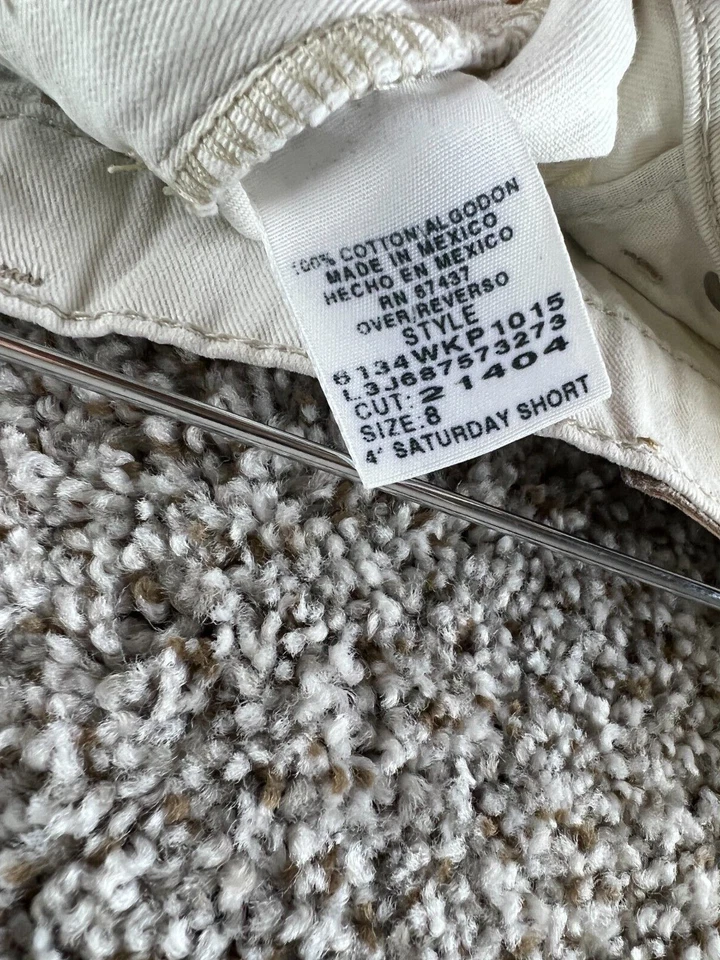 100% COTTON/ALGODON
MADE IN MEXICO
HECHO EN MEXICO
RN 87437
OVER/REVERSO
STYLE
6134WKP1015
L3J687573273
CUT: 21404
SIZE: 8
4' SATURDAY SHORT